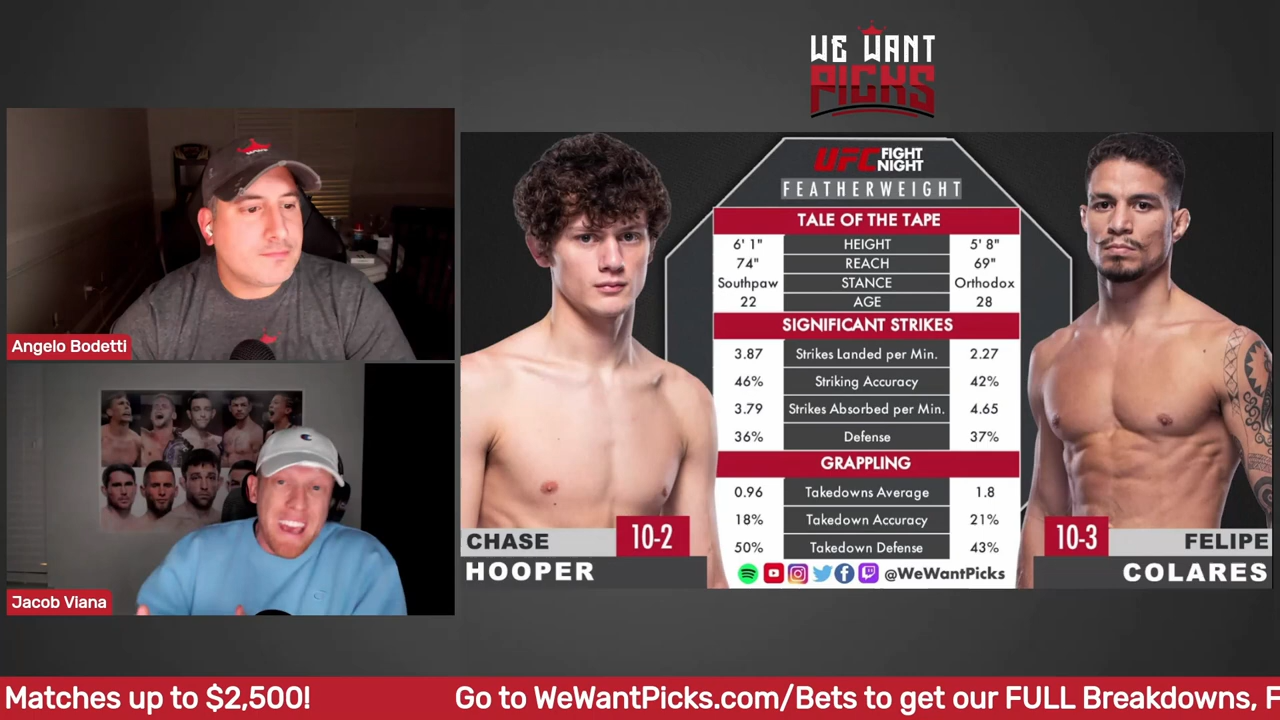 WE WANT
PICKS
UFC FIGHT
NIGHT
FEATHERWEIGHT
TALE OF THE TAPE
6' 1" HEIGHT 5' 8"
74" REACH 69"
Southpaw STANCE Orthodox
22 AGE 28
SIGNIFICANT STRIKES
3.87 Strikes Landed per Min. 2.27
46% Striking Accuracy 42%
3.79 Strikes Absorbed per Min. 4.65
36% Defense 37%
GRAPPLING
0.96 Takedowns Average 1.8
18% Takedown Accuracy 21%
50% Takedown Defense 43%
@WeWantPicks
CHASE 10-2
HOOPER
10-3 FELIPE
COLARES
Angelo Bodetti
Jacob Viana
Matches up to $2,500! Go to WeWantPicks.com/Bets to get our FULL Breakdowns, F